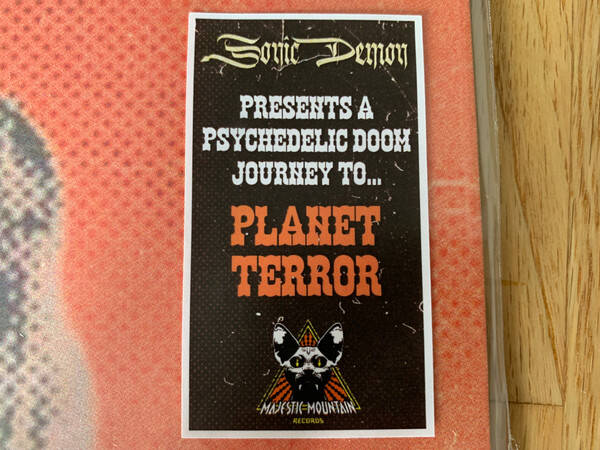 Sonic Demon
PRESENTS A
PSYCHEDELIC DOOM
JOURNEY TO...
PLANET
TERROR
MAJESTIC MOUNTAIN
RECORDS